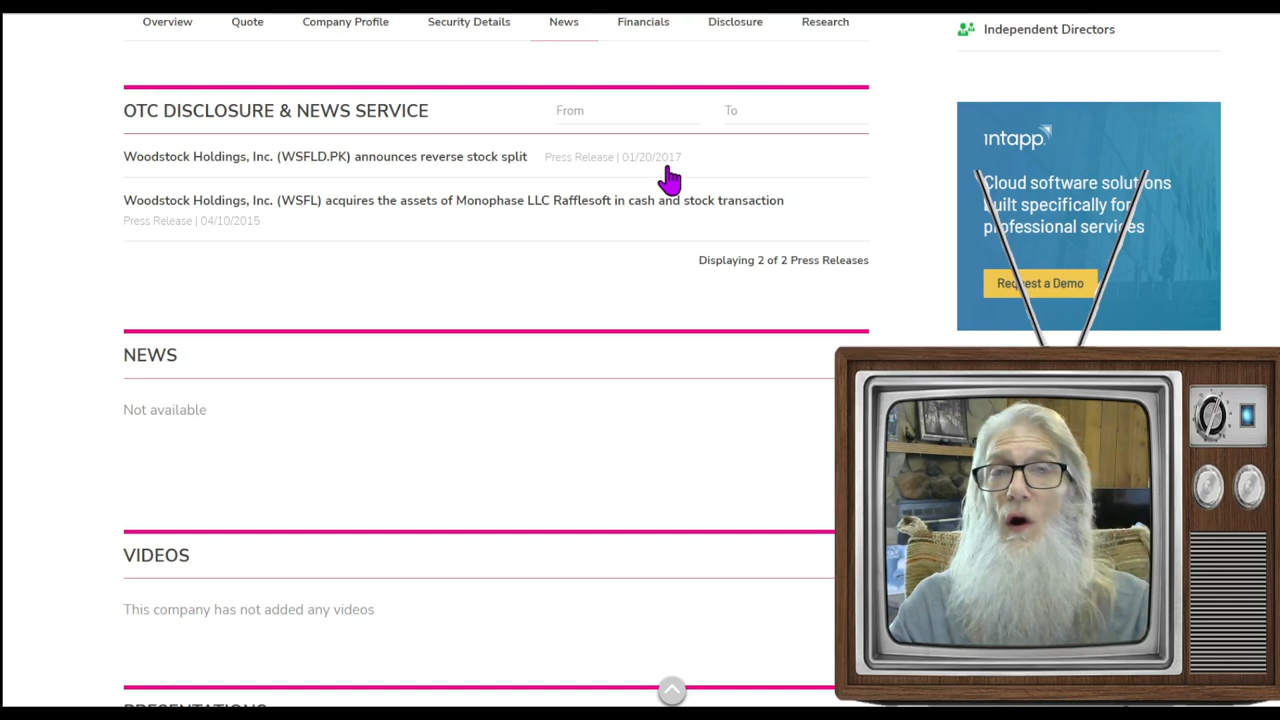 Overview Quote Company Profile Security Details News Financials Disclosure Research
Independent Directors
OTC DISCLOSURE & NEWS SERVICE From To
Woodstock Holdings, Inc. (WSFLD.PK) announces reverse stock split Press Release | 01/20/2017
Woodstock Holdings, Inc. (WSFL) acquires the assets of Monophase LLC Rafflesoft in cash and stock transaction
Press Release | 04/10/2015
Displaying 2 of 2 Press Releases
intapp
Cloud software solutions
built specifically for
professional services
Request a Demo
NEWS
Not available
VIDEOS
This company has not added any videos
PRESENTATIONS